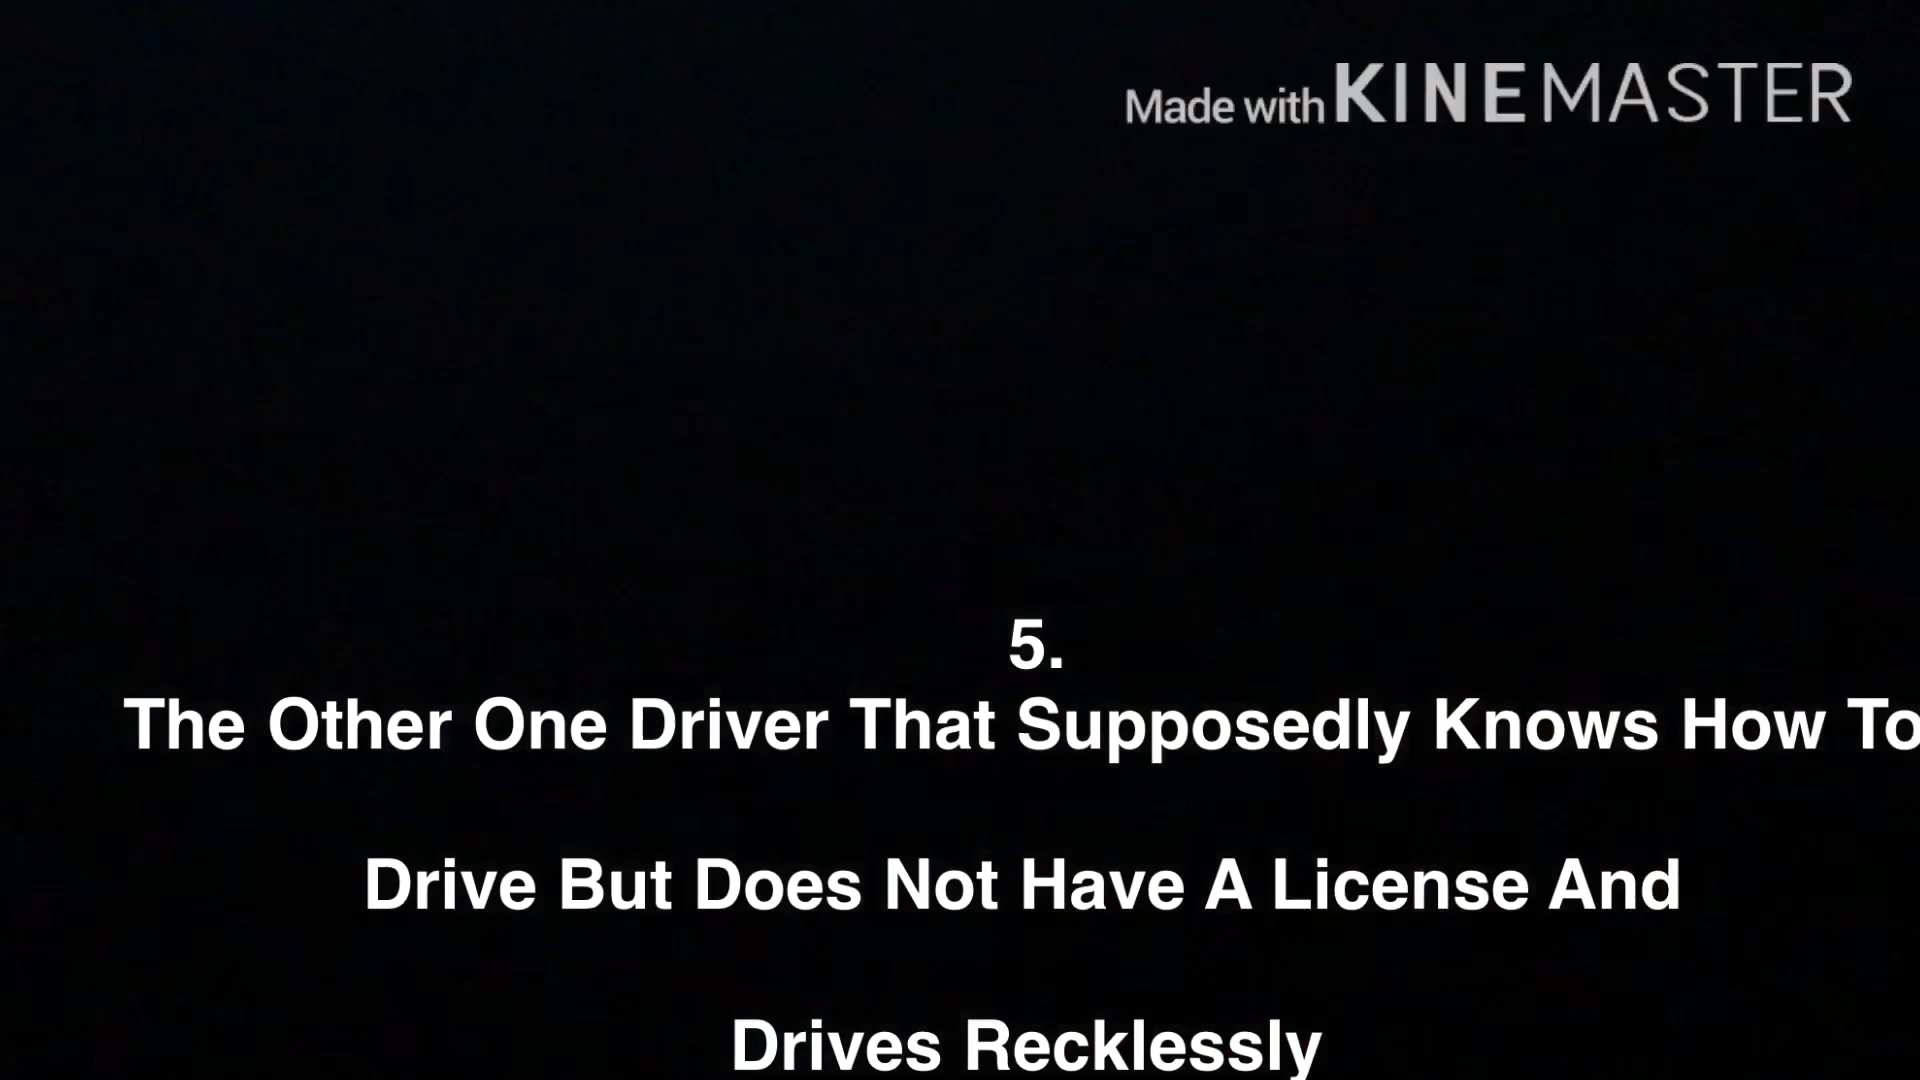 Made with KINEMASTER
5.
The Other One Driver That Supposedly Knows How To
Drive But Does Not Have A License And
Drives Recklessly